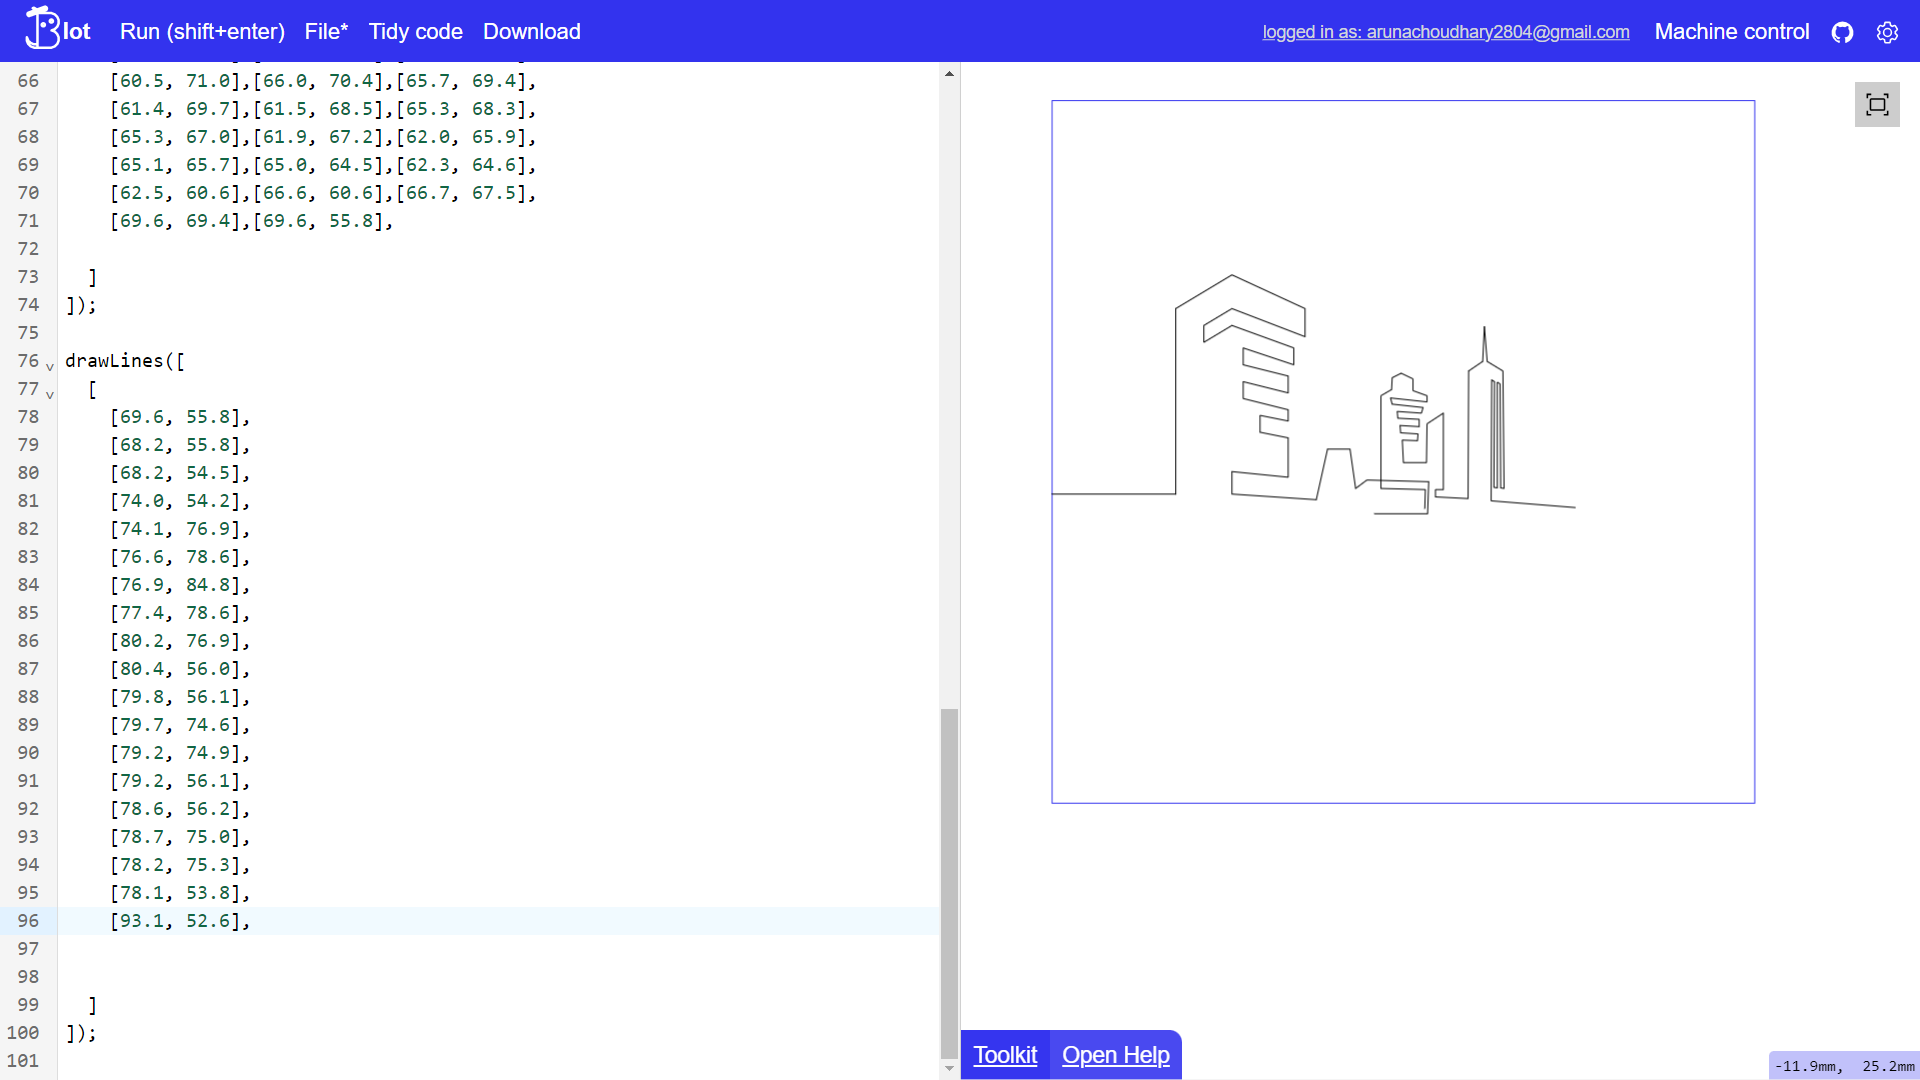 Blot Run (shift+enter) File* Tidy code Download logged in as: arunachoudhary2804@gmail.com Machine control
66 [60.5, 71.0],[66.0, 70.4],[65.7, 69.4],
67 [61.4, 69.7],[61.5, 68.5],[65.3, 68.3],
68 [65.3, 67.0],[61.9, 67.2],[62.0, 65.9],
69 [65.1, 65.7],[65.0, 64.5],[62.3, 64.6],
70 [62.5, 60.6],[66.6, 60.6],[66.7, 67.5],
71 [69.6, 69.4],[69.6, 55.8],
72
73 ]
74 ]);
75
76 drawLines([
77 [
78 [69.6, 55.8],
79 [68.2, 55.8],
80 [68.2, 54.5],
81 [74.0, 54.2],
82 [74.1, 76.9],
83 [76.6, 78.6],
84 [76.9, 84.8],
85 [77.4, 78.6],
86 [80.2, 76.9],
87 [80.4, 56.0],
88 [79.8, 56.1],
89 [79.7, 74.6],
90 [79.2, 74.9],
91 [79.2, 56.1],
92 [78.6, 56.2],
93 [78.7, 75.0],
94 [78.2, 75.3],
95 [78.1, 53.8],
96 [93.1, 52.6],
97
98
99 ]
100 ]);
101
Toolkit Open Help
-11.9mm, 25.2mm